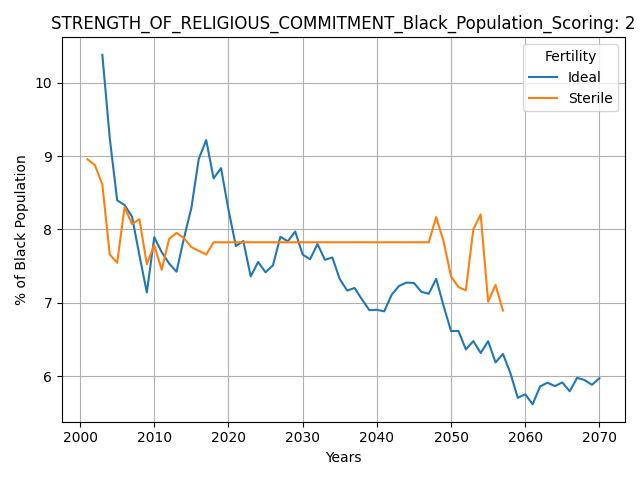 STRENGTH_OF_RELIGIOUS_COMMITMENT_Black_Population_Scoring: 2
Fertility
Ideal
Sterile
% of Black Population
10
9
8
7
6
2000 2010 2020 2030 2040 2050 2060 2070
Years